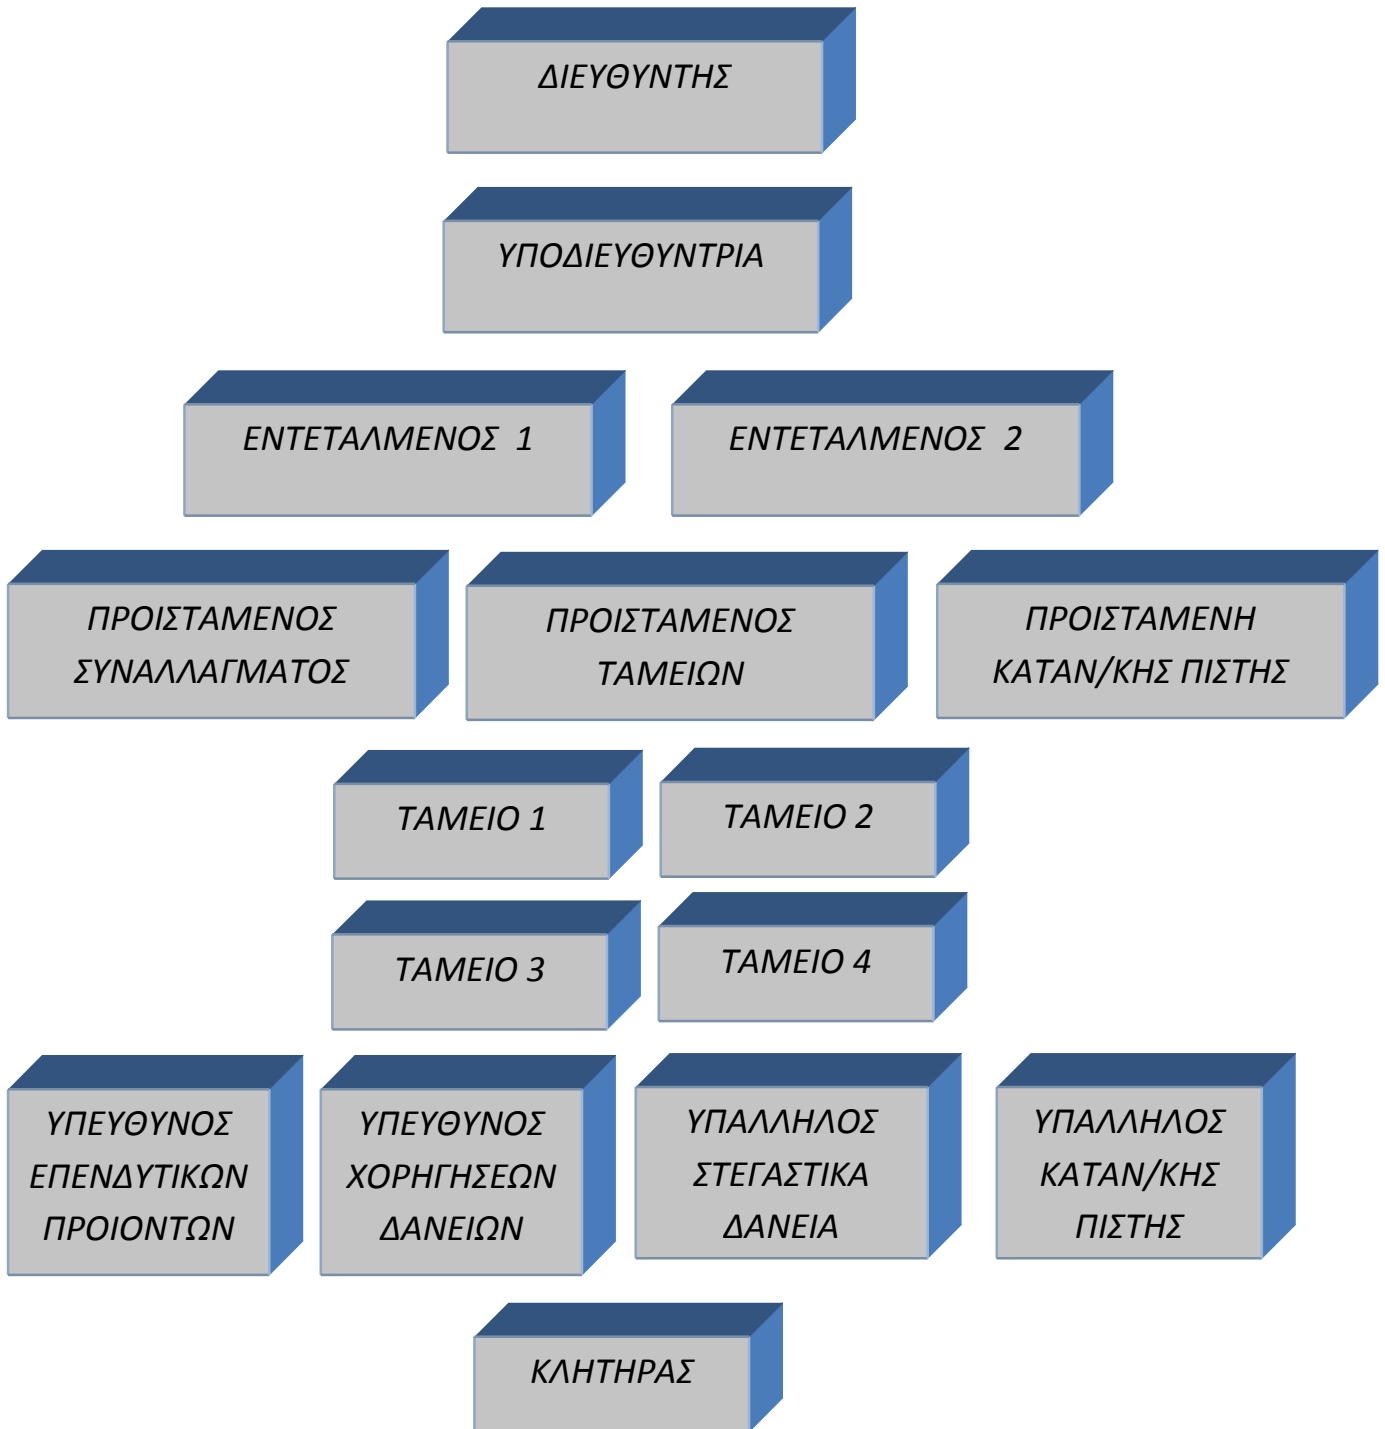 ΔΙΕΥΘΥΝΤΗΣ
ΥΠΟΔΙΕΥΘΥΝΤΡΙΑ
ΕΝΤΕΤΑΛΜΕΝΟΣ 1
ΕΝΤΕΤΑΛΜΕΝΟΣ 2
ΠΡΟΙΣΤΑΜΕΝΟΣ
ΣΥΝΑΛΛΑΓΜΑΤΟΣ
ΠΡΟΙΣΤΑΜΕΝΟΣ
ΤΑΜΕΙΩΝ
ΠΡΟΙΣΤΑΜΕΝΗ
ΚΑΤΑΝ/ΚΗΣ ΠΙΣΤΗΣ
ΤΑΜΕΙΟ 1
ΤΑΜΕΙΟ 2
ΤΑΜΕΙΟ 3
ΤΑΜΕΙΟ 4
ΥΠΕΥΘΥΝΟΣ
ΕΠΕΝΔΥΤΙΚΩΝ
ΠΡΟΙΟΝΤΩΝ
ΥΠΕΥΘΥΝΟΣ
ΧΟΡΗΓΗΣΕΩΝ
ΔΑΝΕΙΩΝ
ΥΠΑΛΛΗΛΟΣ
ΣΤΕΓΑΣΤΙΚΑ
ΔΑΝΕΙΑ
ΥΠΑΛΛΗΛΟΣ
ΚΑΤΑΝ/ΚΗΣ
ΠΙΣΤΗΣ
ΚΛΗΤΗΡΑΣ